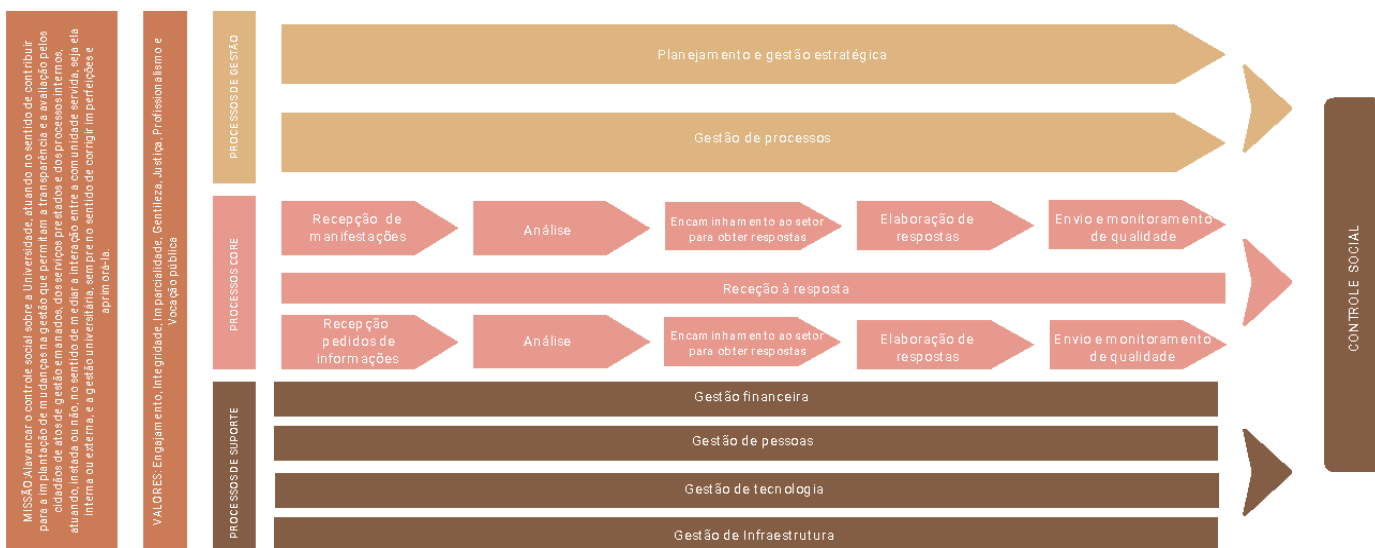 MISSÃO:Alavancar o controle social sobre a Universidade, atuando no sentido de contribuir
para a implantação de mudanças na gestão que permitam a transparência e a avaliação pelos
cidadãos de atos de gestão emanados, dos serviços prestados e dos processos internos,
atuando, instada ou não, no sentido de mediar a interação entre a comunidade servida, seja ela
interna ou externa, e a gestão universitária, sempre no sentido de corrigir imperfeições e
aprimorá-la.
VALORES: Engajamento, Integridade, Imparcialidade, Gentileza, Justiça, Profissionalismo e
Vocação pública
PROCESSOS DE GESTÃO
Planejamento e gestão estratégica
Gestão de processos
PROCESSOS CORE
Recepção de
manifestações
Análise
Encaminhamento ao setor
para obter respostas
Elaboração de
respostas
Envio e monitoramento
de qualidade
Receção à resposta
Recepção
pedidos de
informações
Análise
Encaminhamento ao setor
para obter respostas
Elaboração de
respostas
Envio e monitoramento
de qualidade
PROCESSOS DE SUPORTE
Gestão financeira
Gestão de pessoas
Gestão de tecnologia
Gestão de Infraestrutura
CONTROLE SOCIAL